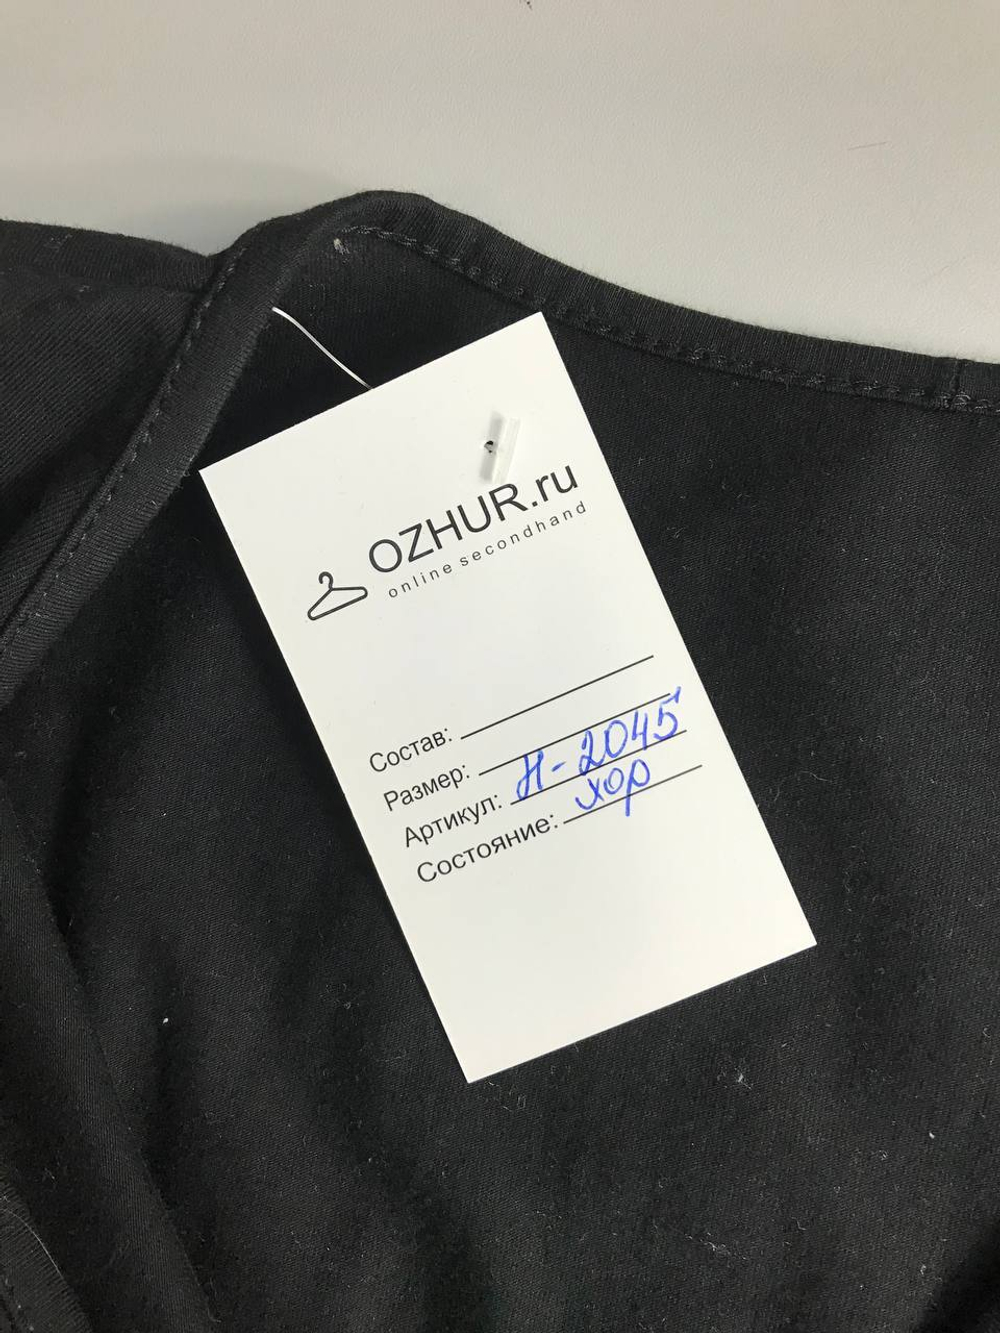 OZHUR.ru
online secondhand
Состав:
Размер:
Артикул: Н-2045
Состояние: хор